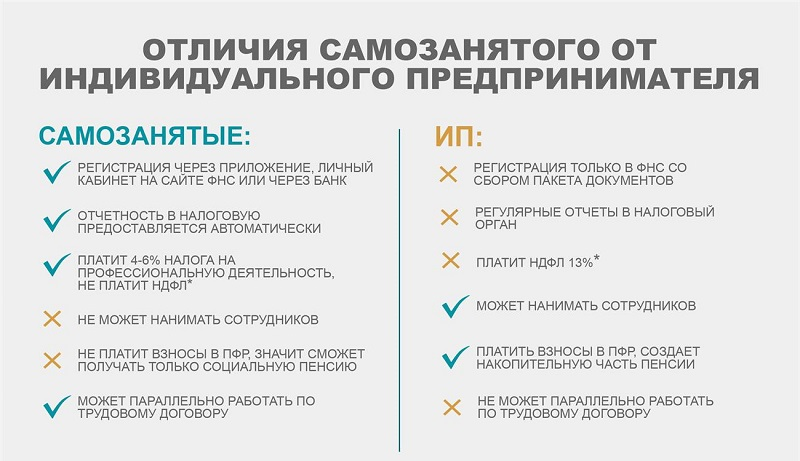 ОТЛИЧИЯ САМОЗАНЯТОГО ОТ
ИНДИВИДУАЛЬНОГО ПРЕДПРИНИМАТЕЛЯ
САМОЗАНЯТЫЕ:
РЕГИСТРАЦИЯ ЧЕРЕЗ ПРИЛОЖЕНИЕ, ЛИЧНЫЙ
КАБИНЕТ НА САЙТЕ ФНС ИЛИ ЧЕРЕЗ БАНК
ОТЧЕТНОСТЬ В НАЛОГОВУЮ
ПРЕДОСТАВЛЯЕТСЯ АВТОМАТИЧЕСКИ
ПЛАТИТ 4-6% НАЛОГА НА
ПРОФЕССИОНАЛЬНУЮ ДЕЯТЕЛЬНОСТЬ,
НЕ ПЛАТИТ НДФЛ*
НЕ МОЖЕТ НАНИМАТЬ СОТРУДНИКОВ
НЕ ПЛАТИТ ВЗНОСЫ В ПФР, ЗНАЧИТ СМОЖЕТ
ПОЛУЧАТЬ ТОЛЬКО СОЦИАЛЬНУЮ ПЕНСИЮ
МОЖЕТ ПАРАЛЛЕЛЬНО РАБОТАТЬ ПО
ТРУДОВОМУ ДОГОВОРУ
ИП:
РЕГИСТРАЦИЯ ТОЛЬКО В ФНС СО
СБОРОМ ПАКЕТА ДОКУМЕНТОВ
РЕГУЛЯРНЫЕ ОТЧЕТЫ В НАЛОГОВЫЙ
ОРГАН
ПЛАТИТ НДФЛ 13%*
МОЖЕТ НАНИМАТЬ СОТРУДНИКОВ
ПЛАТИТЬ ВЗНОСЫ В ПФР, СОЗДАЕТ
НАКОПИТЕЛЬНУЮ ЧАСТЬ ПЕНСИИ
НЕ МОЖЕТ ПАРАЛЛЕЛЬНО РАБОТАТЬ
ПО ТРУДОВОМУ ДОГОВОРУ